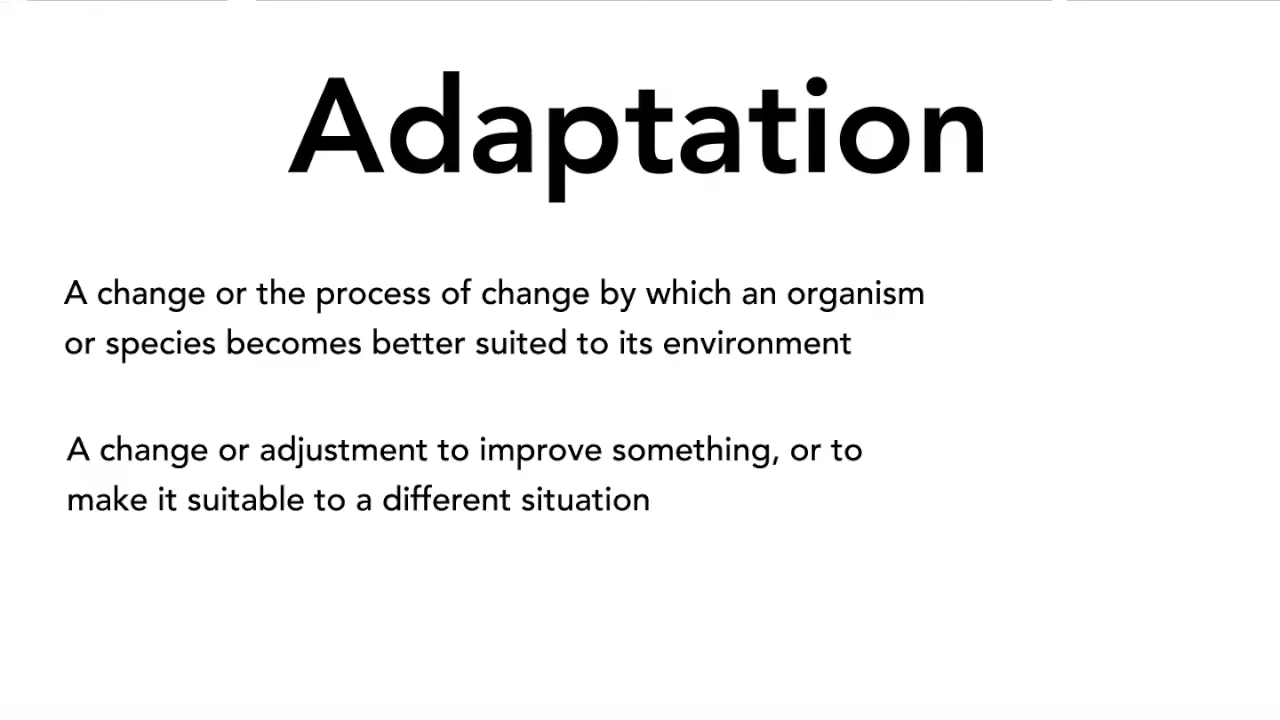 Adaptation
A change or the process of change by which an organism
or species becomes better suited to its environment
A change or adjustment to improve something, or to
make it suitable to a different situation